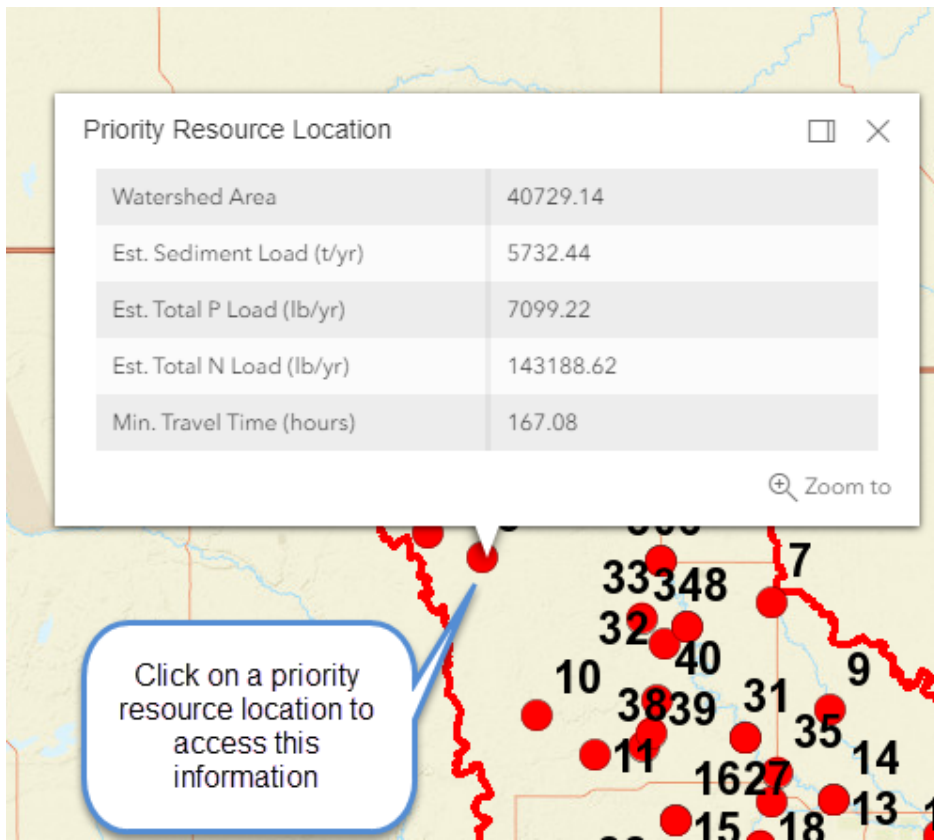 Priority Resource Location
Watershed Area 40729.14
Est. Sediment Load (t/yr) 5732.44
Est. Total P Load (lb/yr) 7099.22
Est. Total N Load (lb/yr) 143188.62
Min. Travel Time (hours) 167.08
Zoom to
7
33 348
32
40
9
10
38 39
31
35
11
14
16 27
13
15
18
Click on a priority
resource location to
access this
information